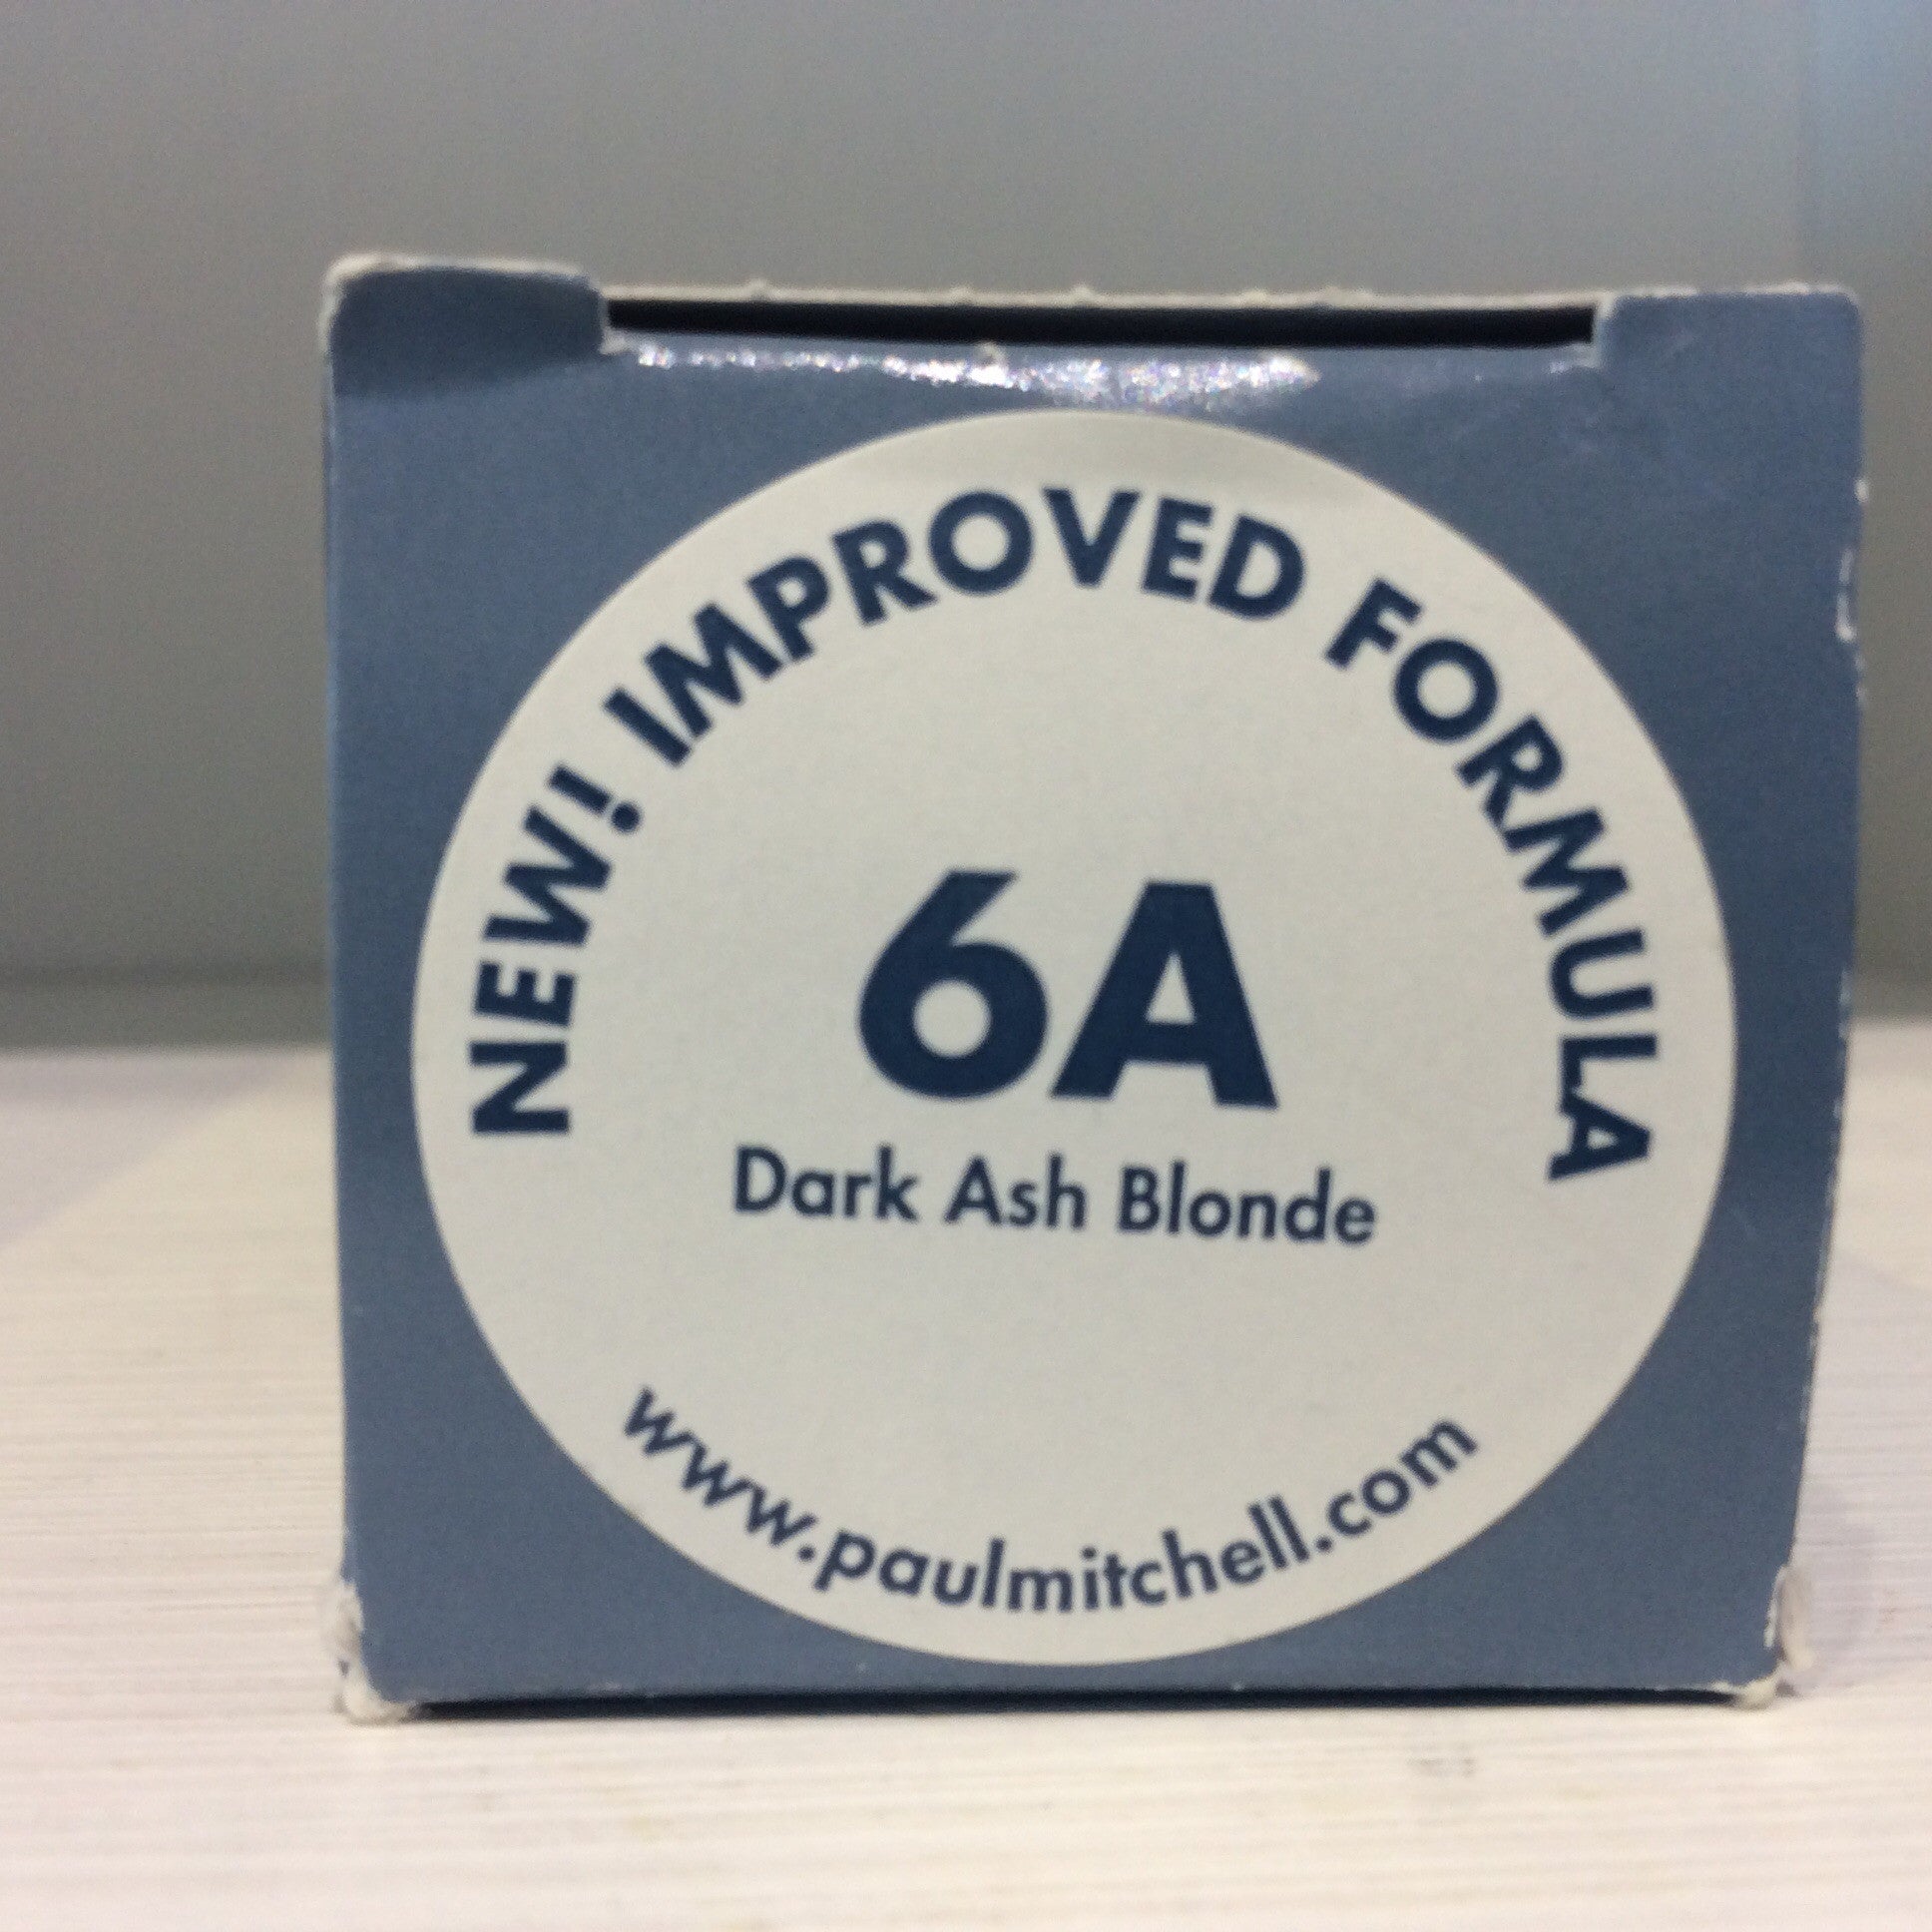 NEW! IMPROVED FORMULA
6A
Dark Ash Blonde
www.paulmitchell.com